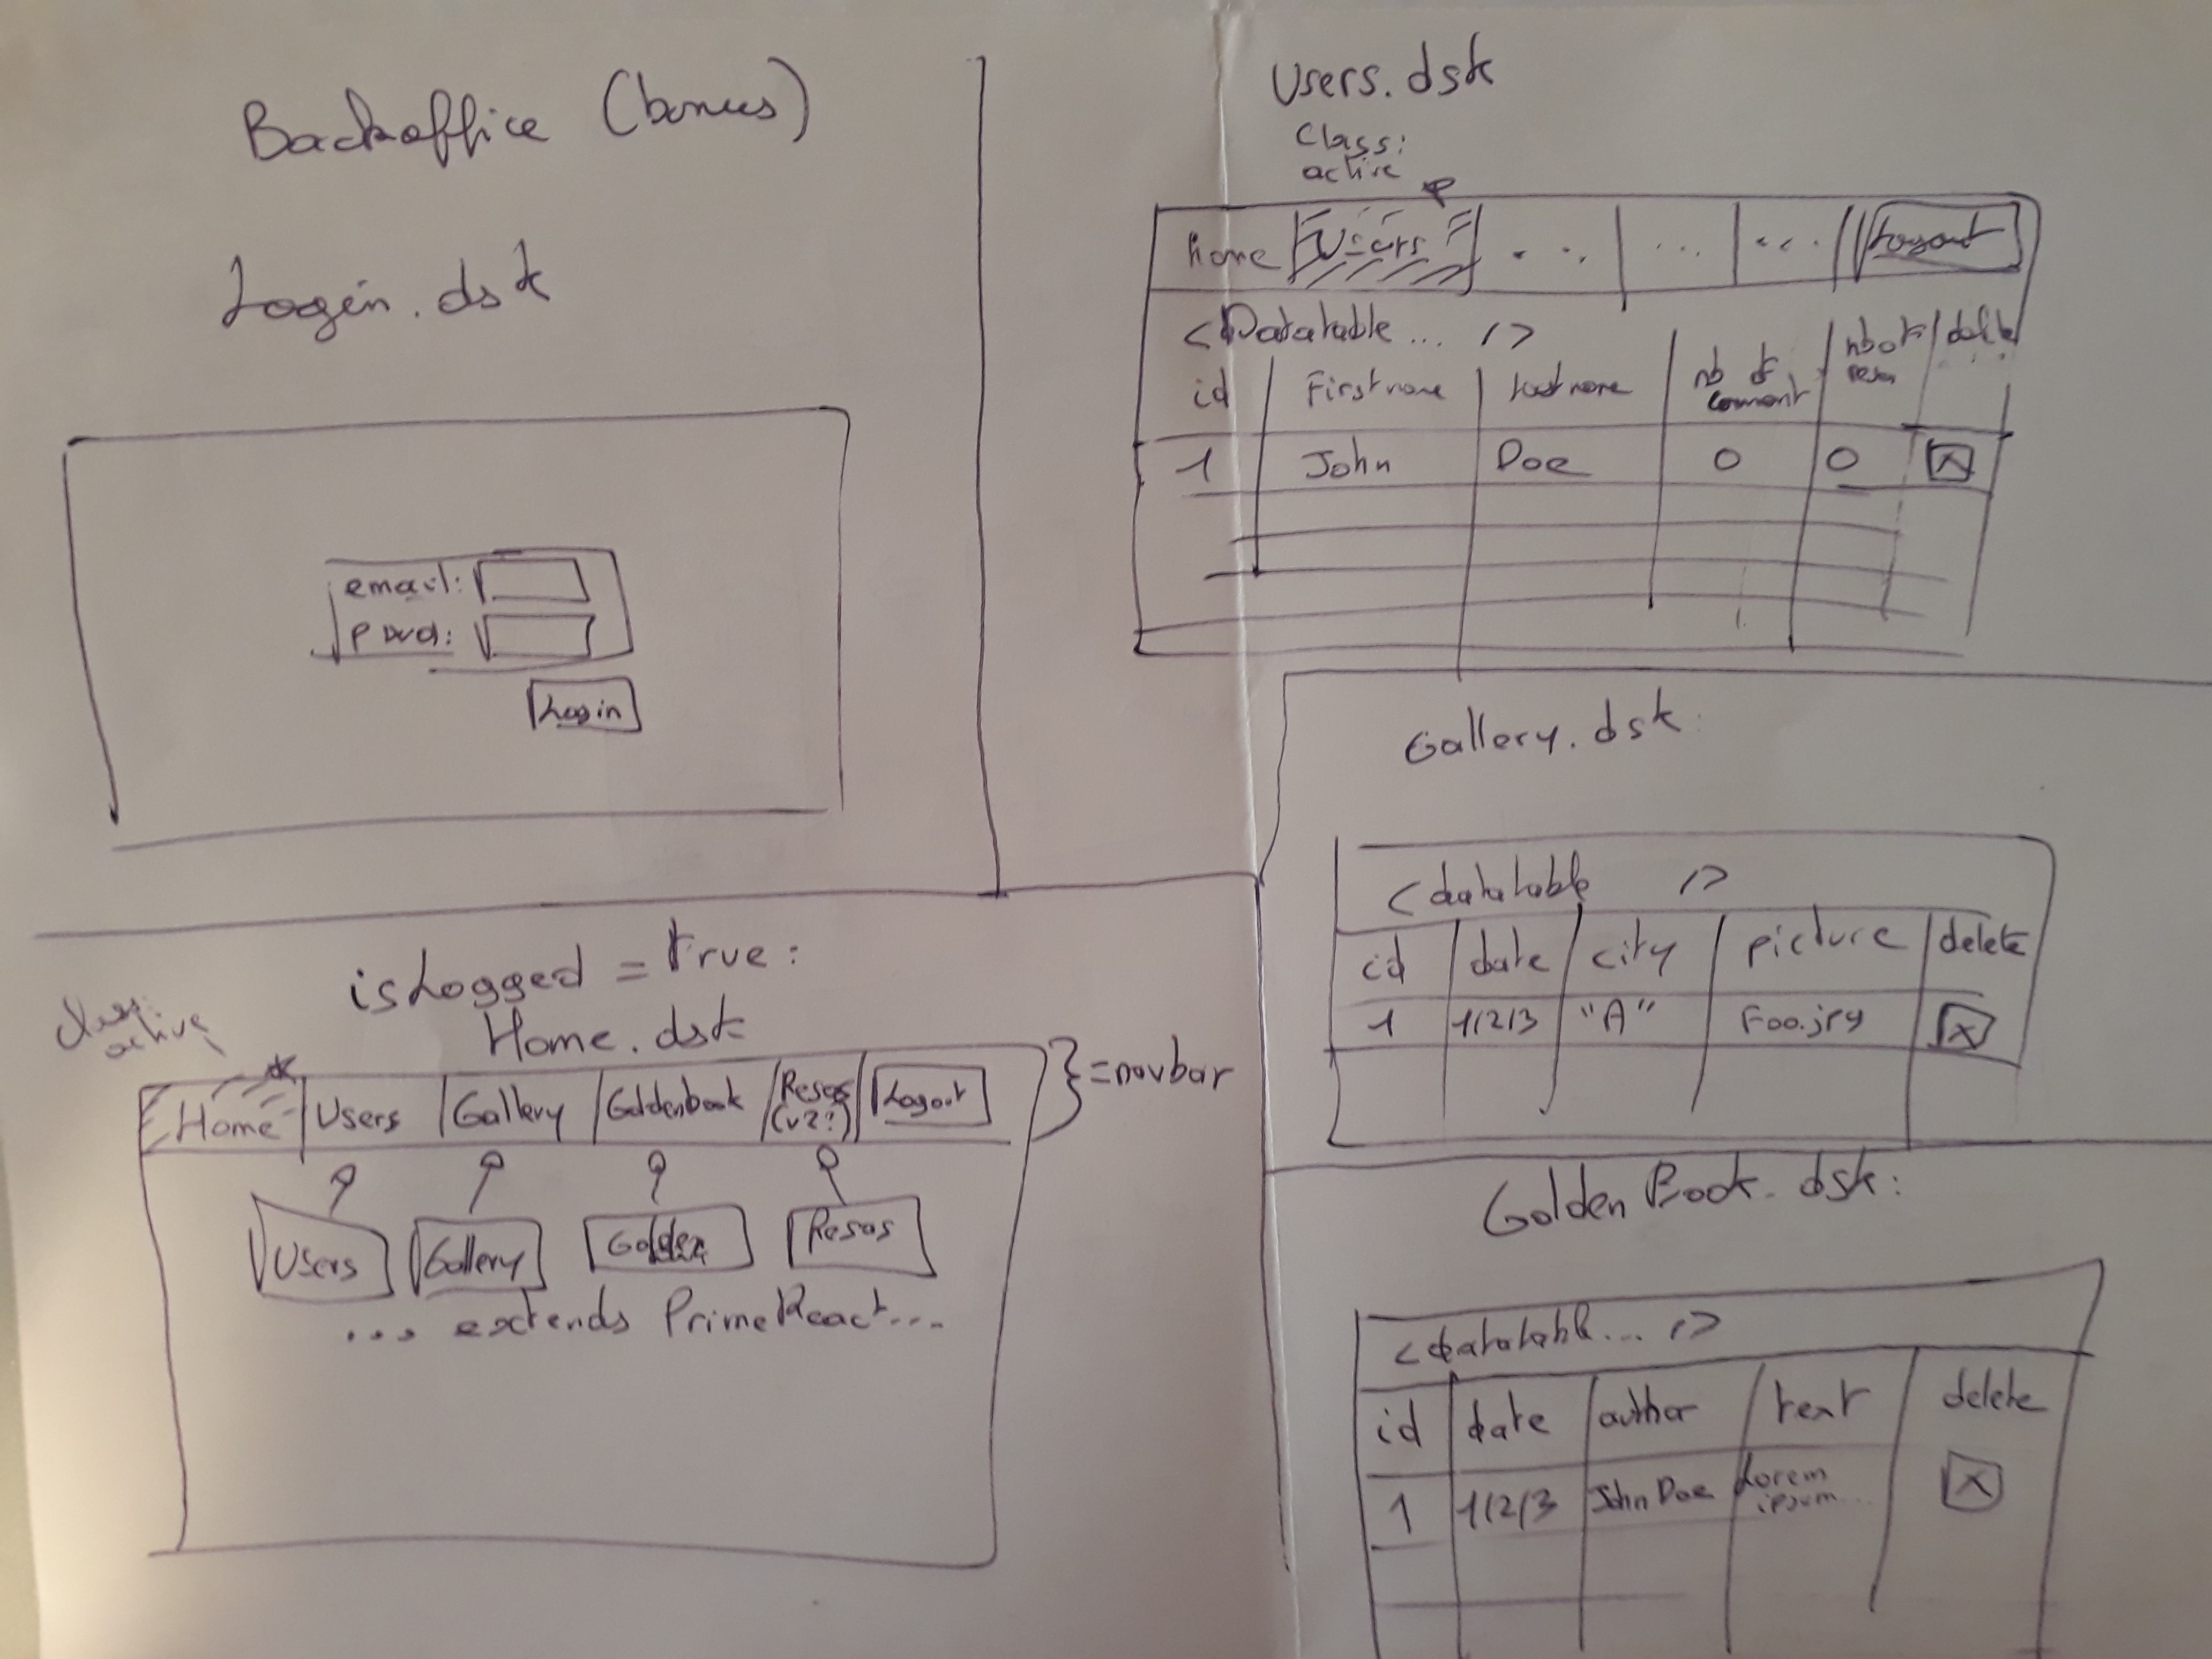 Backoffice (bonus)
Login.dsk
email:
pwd:
Login
isLogged = true:
Home.dsk
class:
active
Home Users Gallery Goldenbook Resas (v2?) Logout
}=navbar
Users Gallery Golden Resas
... extends PrimeReact...
Users.dsk
Class:
active
home Users ... ... ... Logout
<Datatable... />
id Firstname Lastname nb of comment nb of resa delete
1 John Doe 0 0 X
Gallery.dsk:
<datatable />
id date city picture delete
1 1/2/3 "A" Foo.jpg X
Golden Book.dsk:
<datatable... />
id date author text delete
1 1/2/3 John Doe Lorem ipsum... X